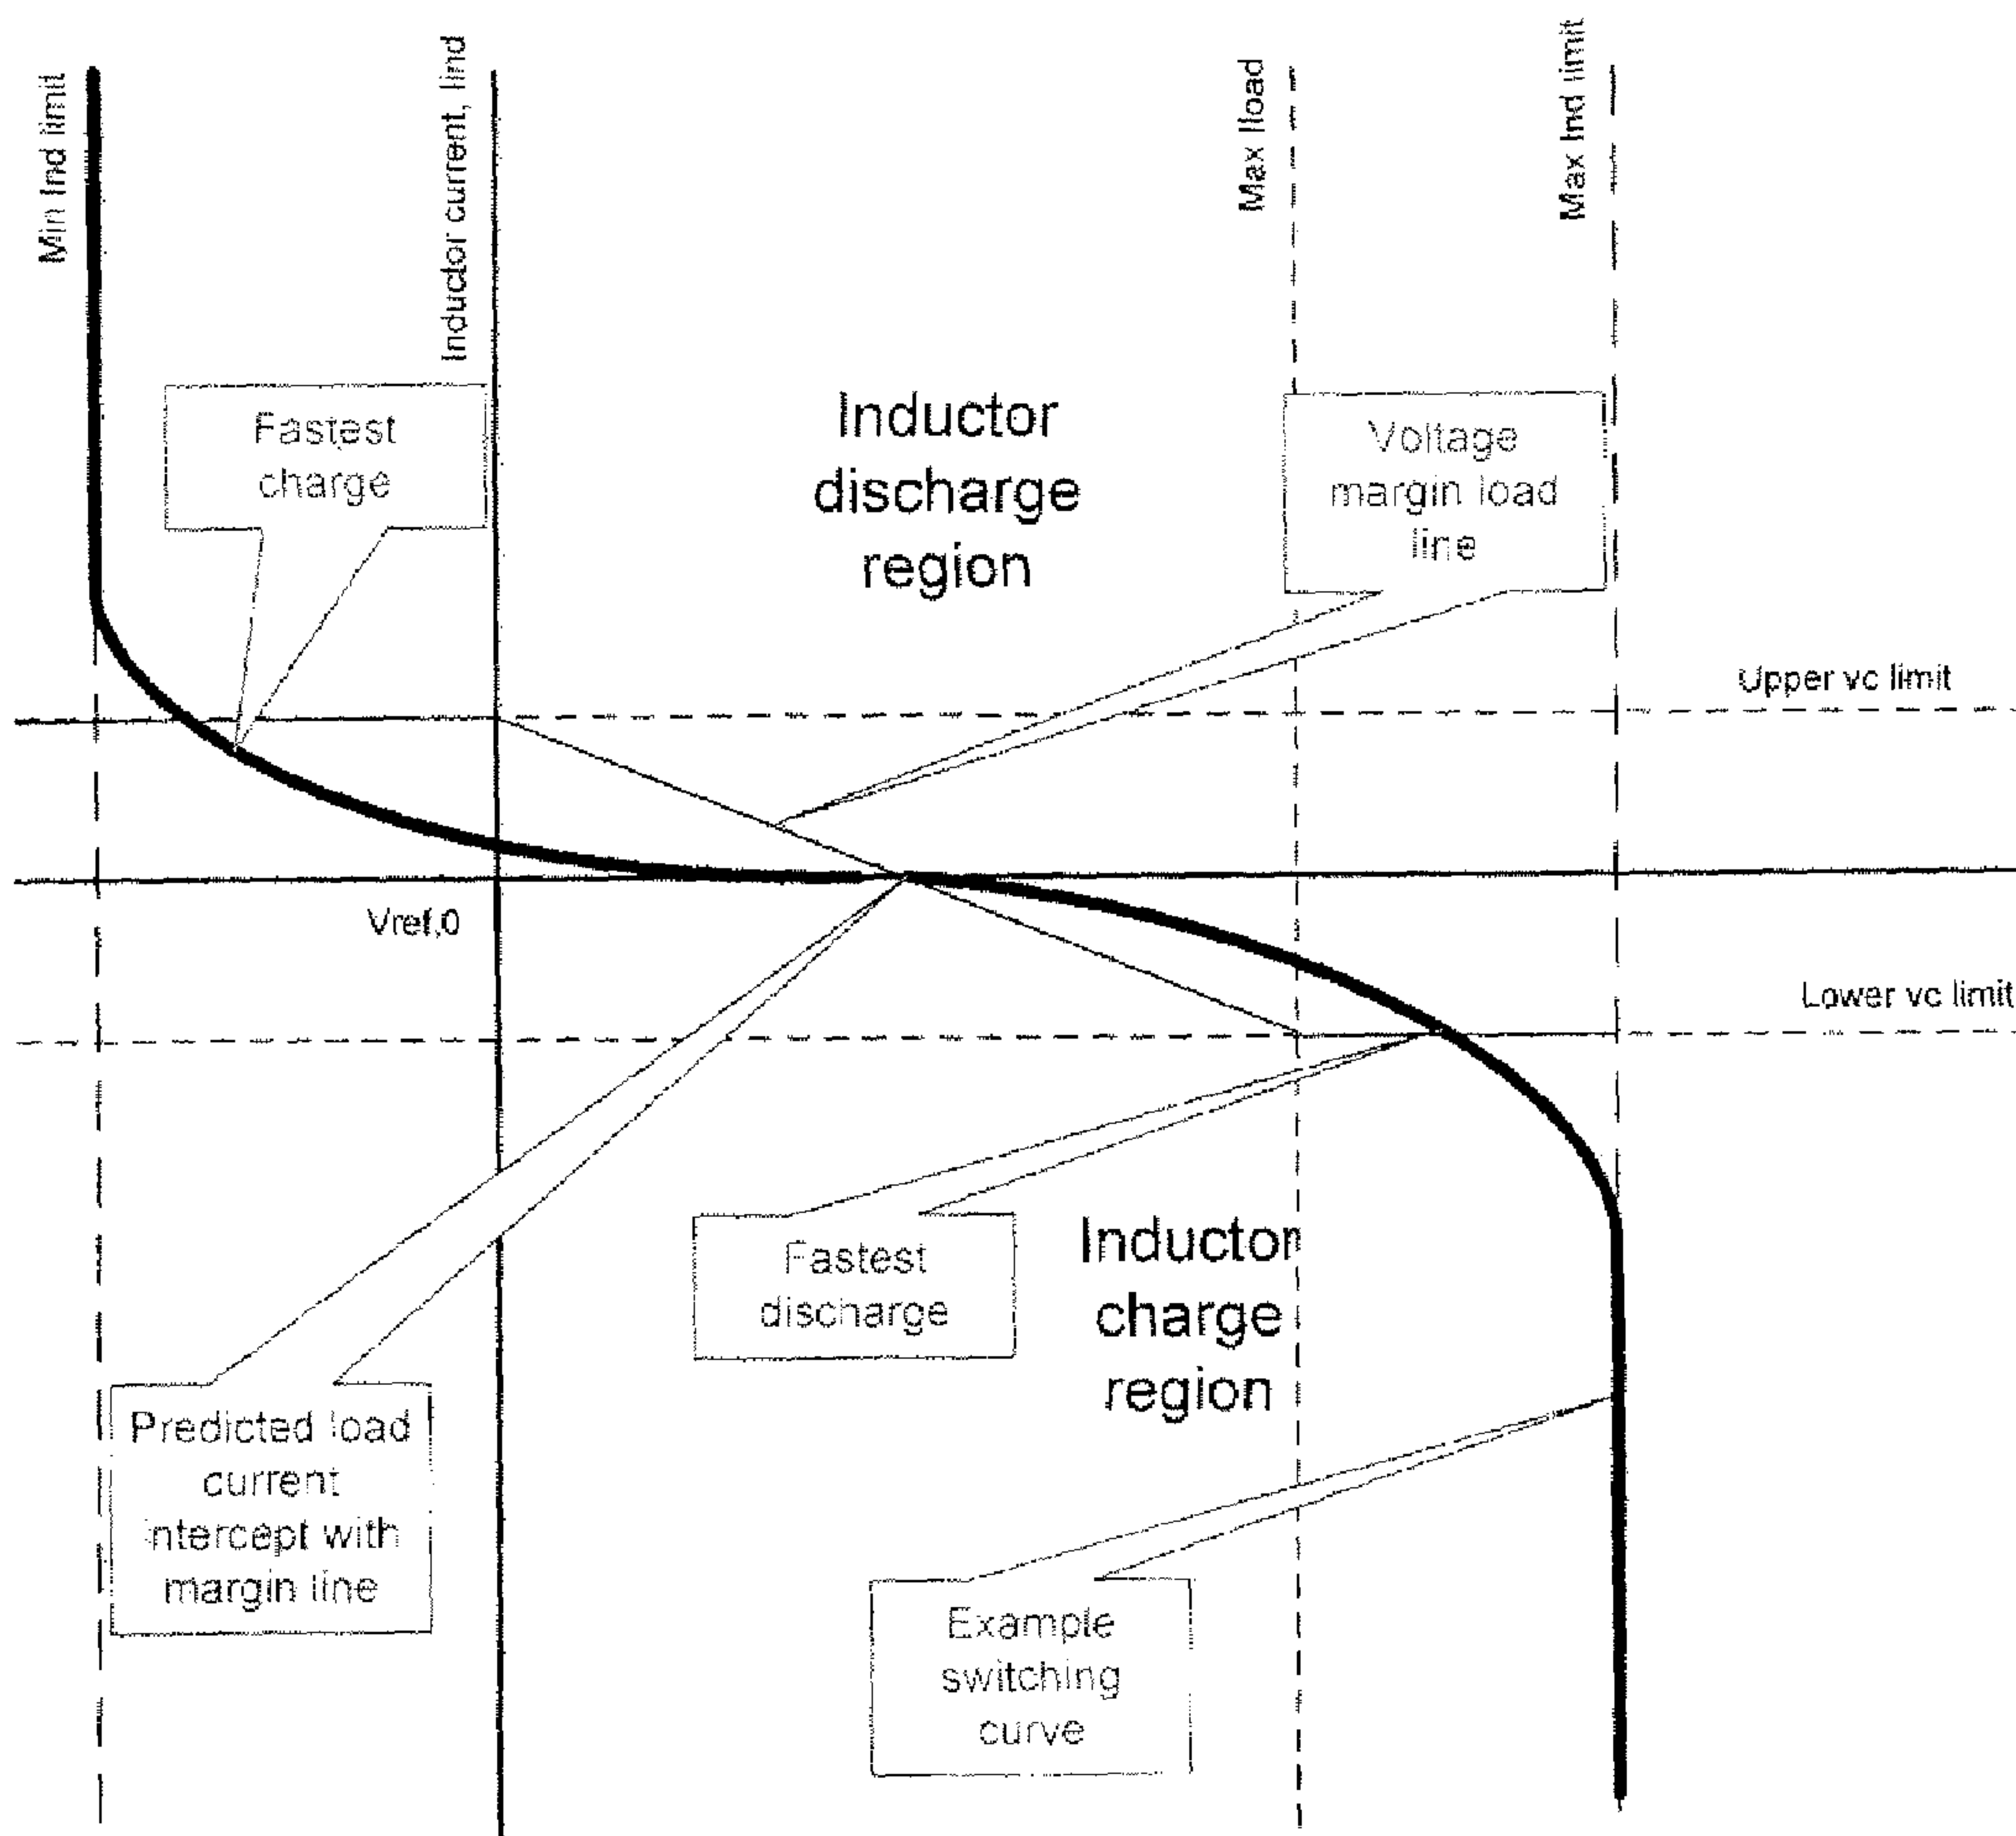 Min Ind limit
Inductor current, Iind
Max Iload
Max Ind limit
Fastest
charge
Inductor
discharge
region
Voltage
margin load
line
Upper vc limit
Vref,0
Lower vc limit
Fastest
discharge
Inductor
charge
region
Predicted load
current
intercept with
margin line
Example
switching
curve